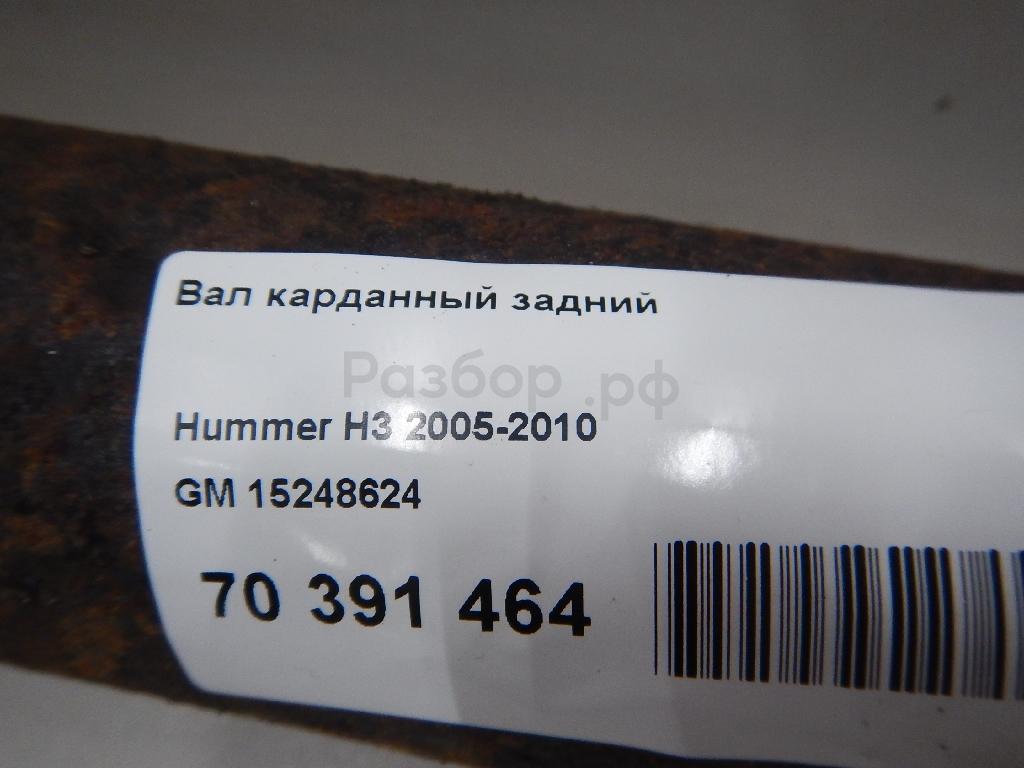 Вал карданный задний
Разбор.рф
Hummer H3 2005-2010
GM 15248624
70 391 464